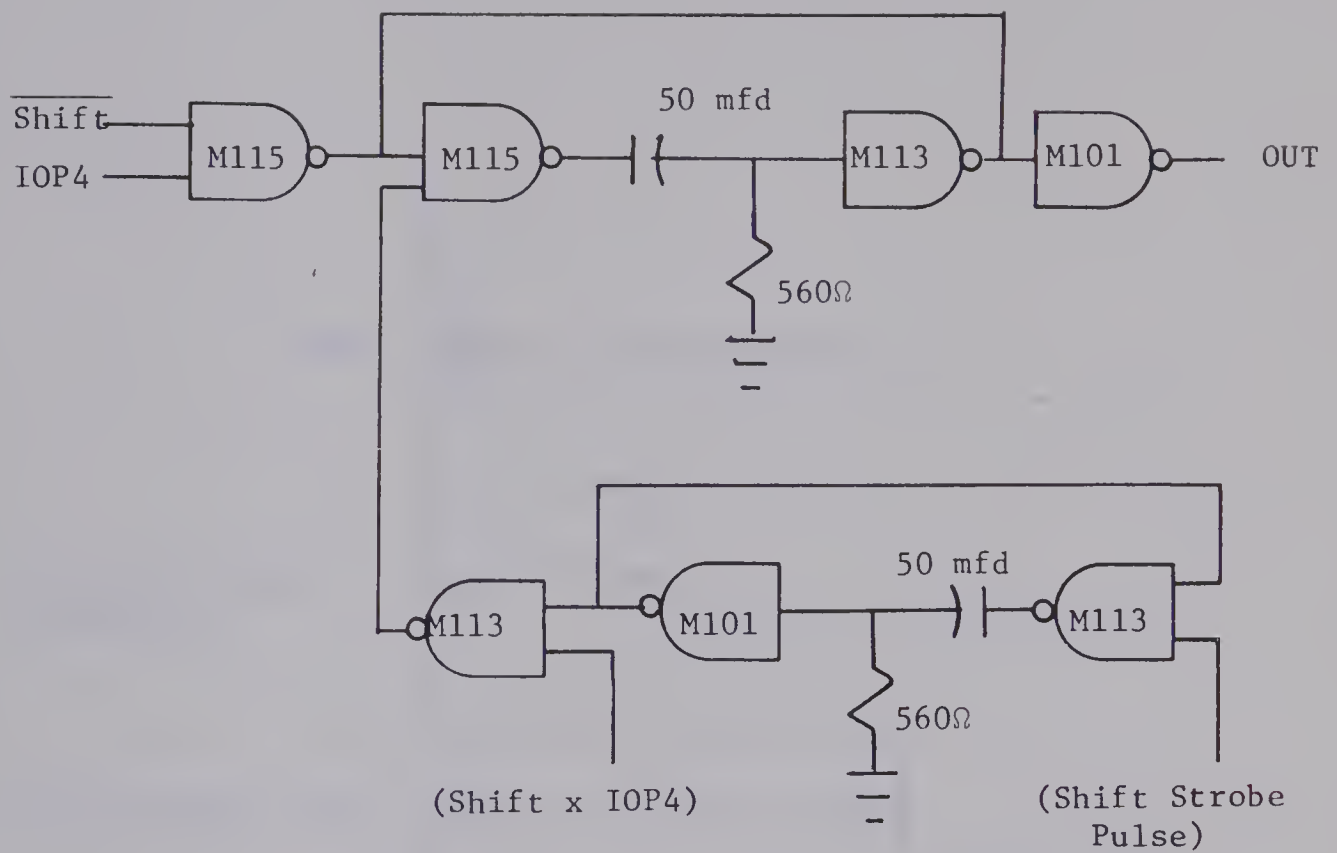 50 mfd
S̅h̅i̅f̅t̅
M115
M115
M113
M101
OUT
IOP4
560Ω
50 mfd
M113
M101
M113
560Ω
(Shift x IOP4)
(Shift Strobe
Pulse)